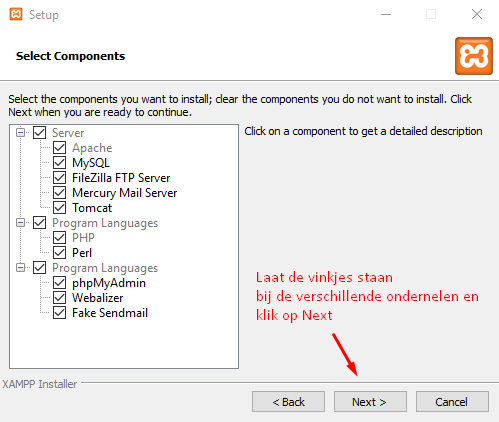 Setup
Select Components
Select the components you want to install; clear the components you do not want to install. Click
Next when you are ready to continue.
Server
Apache
MySQL
FileZilla FTP Server
Mercury Mail Server
Tomcat
Program Languages
PHP
Perl
Program Languages
phpMyAdmin
Webalizer
Fake Sendmail
Click on a component to get a detailed description
Laat de vinkjes staan
bij de verschillende ondernelen en
klik op Next
XAMPP Installer
< Back
Next >
Cancel